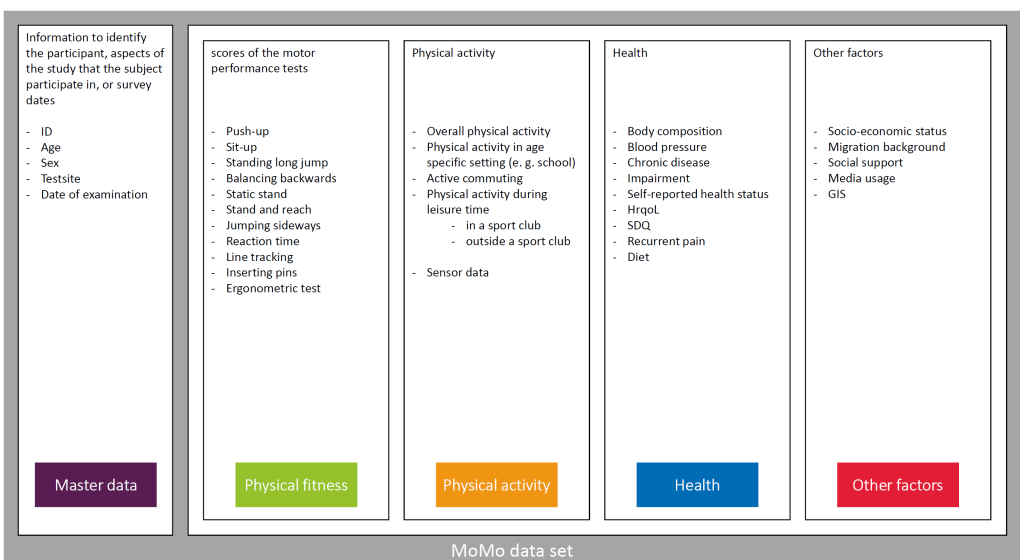 Information to identify
the participant, aspects of
the study that the subject
participate in, or survey
dates
- ID
- Age
- Sex
- Testsite
- Date of examination
Master data
scores of the motor
performance tests
- Push-up
- Sit-up
- Standing long jump
- Balancing backwards
- Static stand
- Stand and reach
- Jumping sideways
- Reaction time
- Line tracking
- Inserting pins
- Ergonometric test
Physical fitness
Physical activity
- Overall physical activity
- Physical activity in age
specific setting (e. g. school)
- Active commuting
- Physical activity during
leisure time
- in a sport club
- outside a sport club
- Sensor data
Physical activity
Health
- Body composition
- Blood pressure
- Chronic disease
- Impairment
- Self-reported health status
- HrqoL
- SDQ
- Recurrent pain
- Diet
Health
Other factors
- Socio-economic status
- Migration background
- Social support
- Media usage
- GIS
Other factors
MoMo data set